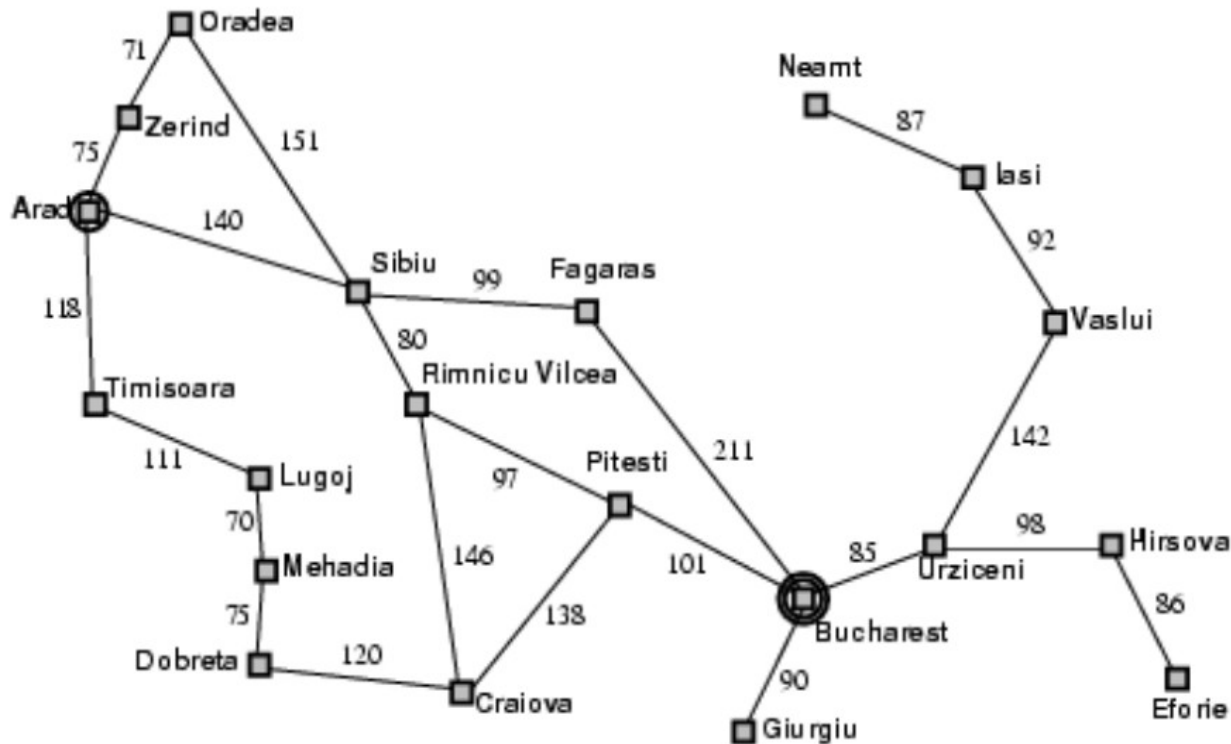 Oradea
71
Neamt
87
Zerind
75
151
Iasi
Arad
140
92
Sibiu
99
Fagaras
118
80
Vaslui
Timisoara
Rimnicu Vilcea
142
111
Lugoj
97
Pitesti
211
70
98
Hirsova
Mehadia
146
101
85
Urziceni
75
138
86
Bucharest
Dobreta
120
90
Craiova
Giurgiu
Eforie